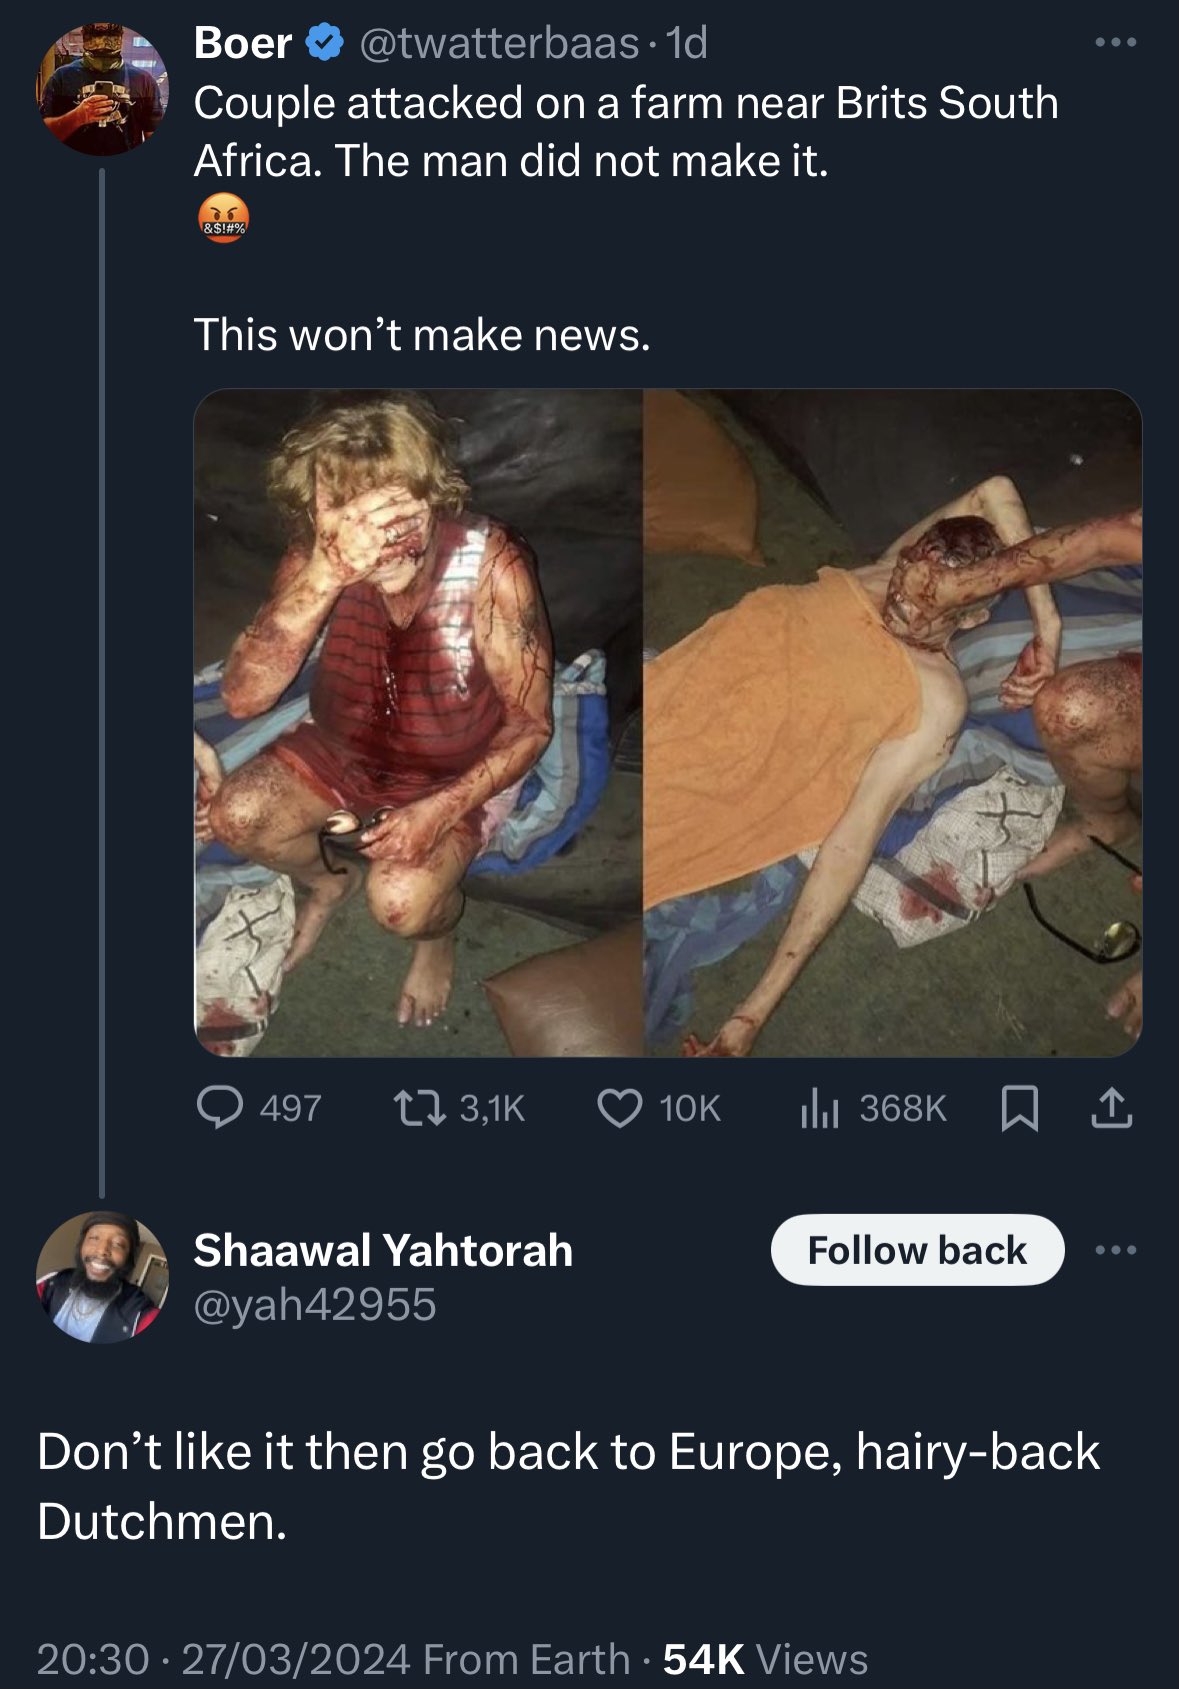 Boer @twatterbaas · 1d
Couple attacked on a farm near Brits South
Africa. The man did not make it.
🤬
This won’t make news.
497 3,1K 10K 368K
Shaawal Yahtorah
Follow back
@yah42955
Don’t like it then go back to Europe, hairy-back
Dutchmen.
20:30 · 27/03/2024 From Earth · 54K Views